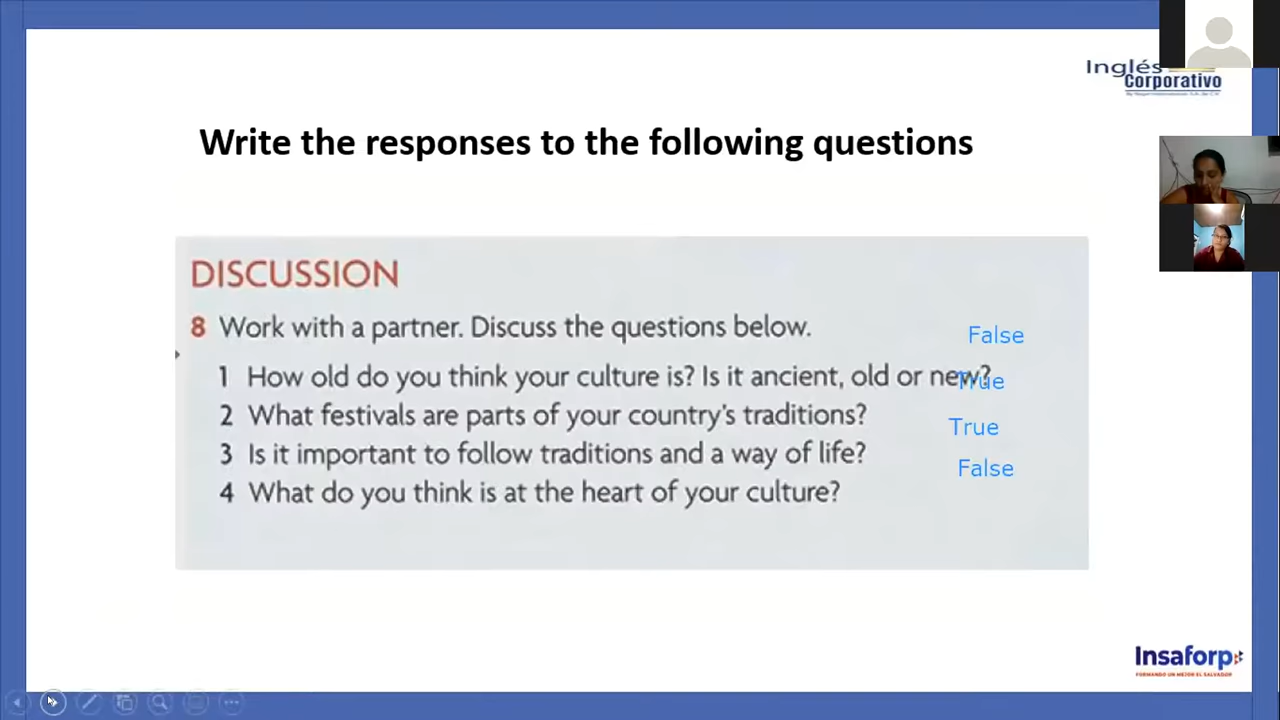 Inglés
Corporativo
Write the responses to the following questions
DISCUSSION
8 Work with a partner. Discuss the questions below.
False
1 How old do you think your culture is? Is it ancient, old or new?
True
2 What festivals are parts of your country's traditions?
True
3 Is it important to follow traditions and a way of life?
False
4 What do you think is at the heart of your culture?
Insaforp
FORMANDO UN MEJOR EL SALVADOR